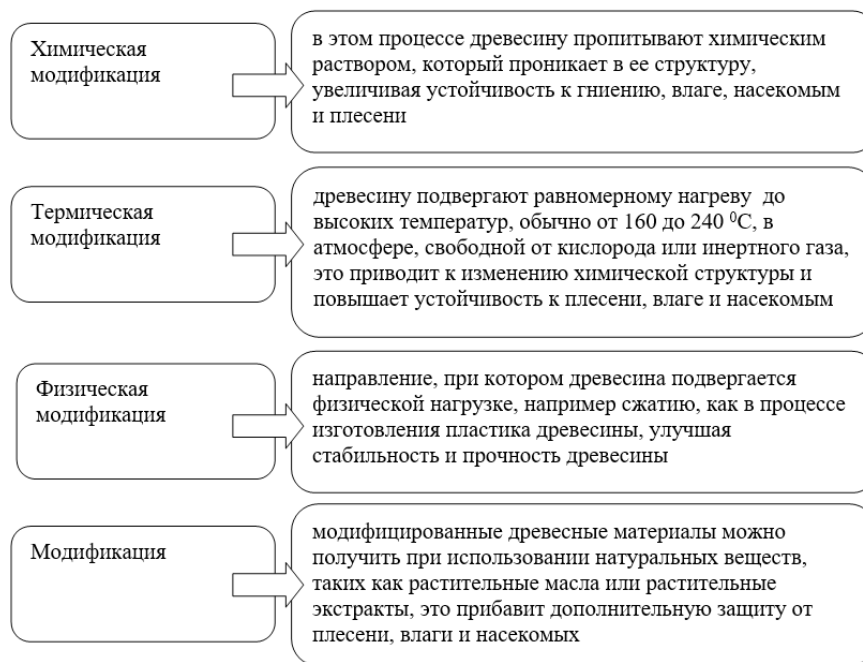 Химическая
модификация
в этом процессе древесину пропитывают химическим
раствором, который проникает в ее структуру,
увеличивая устойчивость к гниению, влаге, насекомым
и плесени
Термическая
модификация
древесину подвергают равномерному нагреву до
высоких температур, обычно от 160 до 240 ⁰С, в
атмосфере, свободной от кислорода или инертного газа,
это приводит к изменению химической структуры и
повышает устойчивость к плесени, влаге и насекомым
Физическая
модификация
направление, при котором древесина подвергается
физической нагрузке, например сжатию, как в процессе
изготовления пластика древесины, улучшая
стабильность и прочность древесины
Модификация
модифицированные древесные материалы можно
получить при использовании натуральных веществ,
таких как растительные масла или растительные
экстракты, это прибавит дополнительную защиту от
плесени, влаги и насекомых